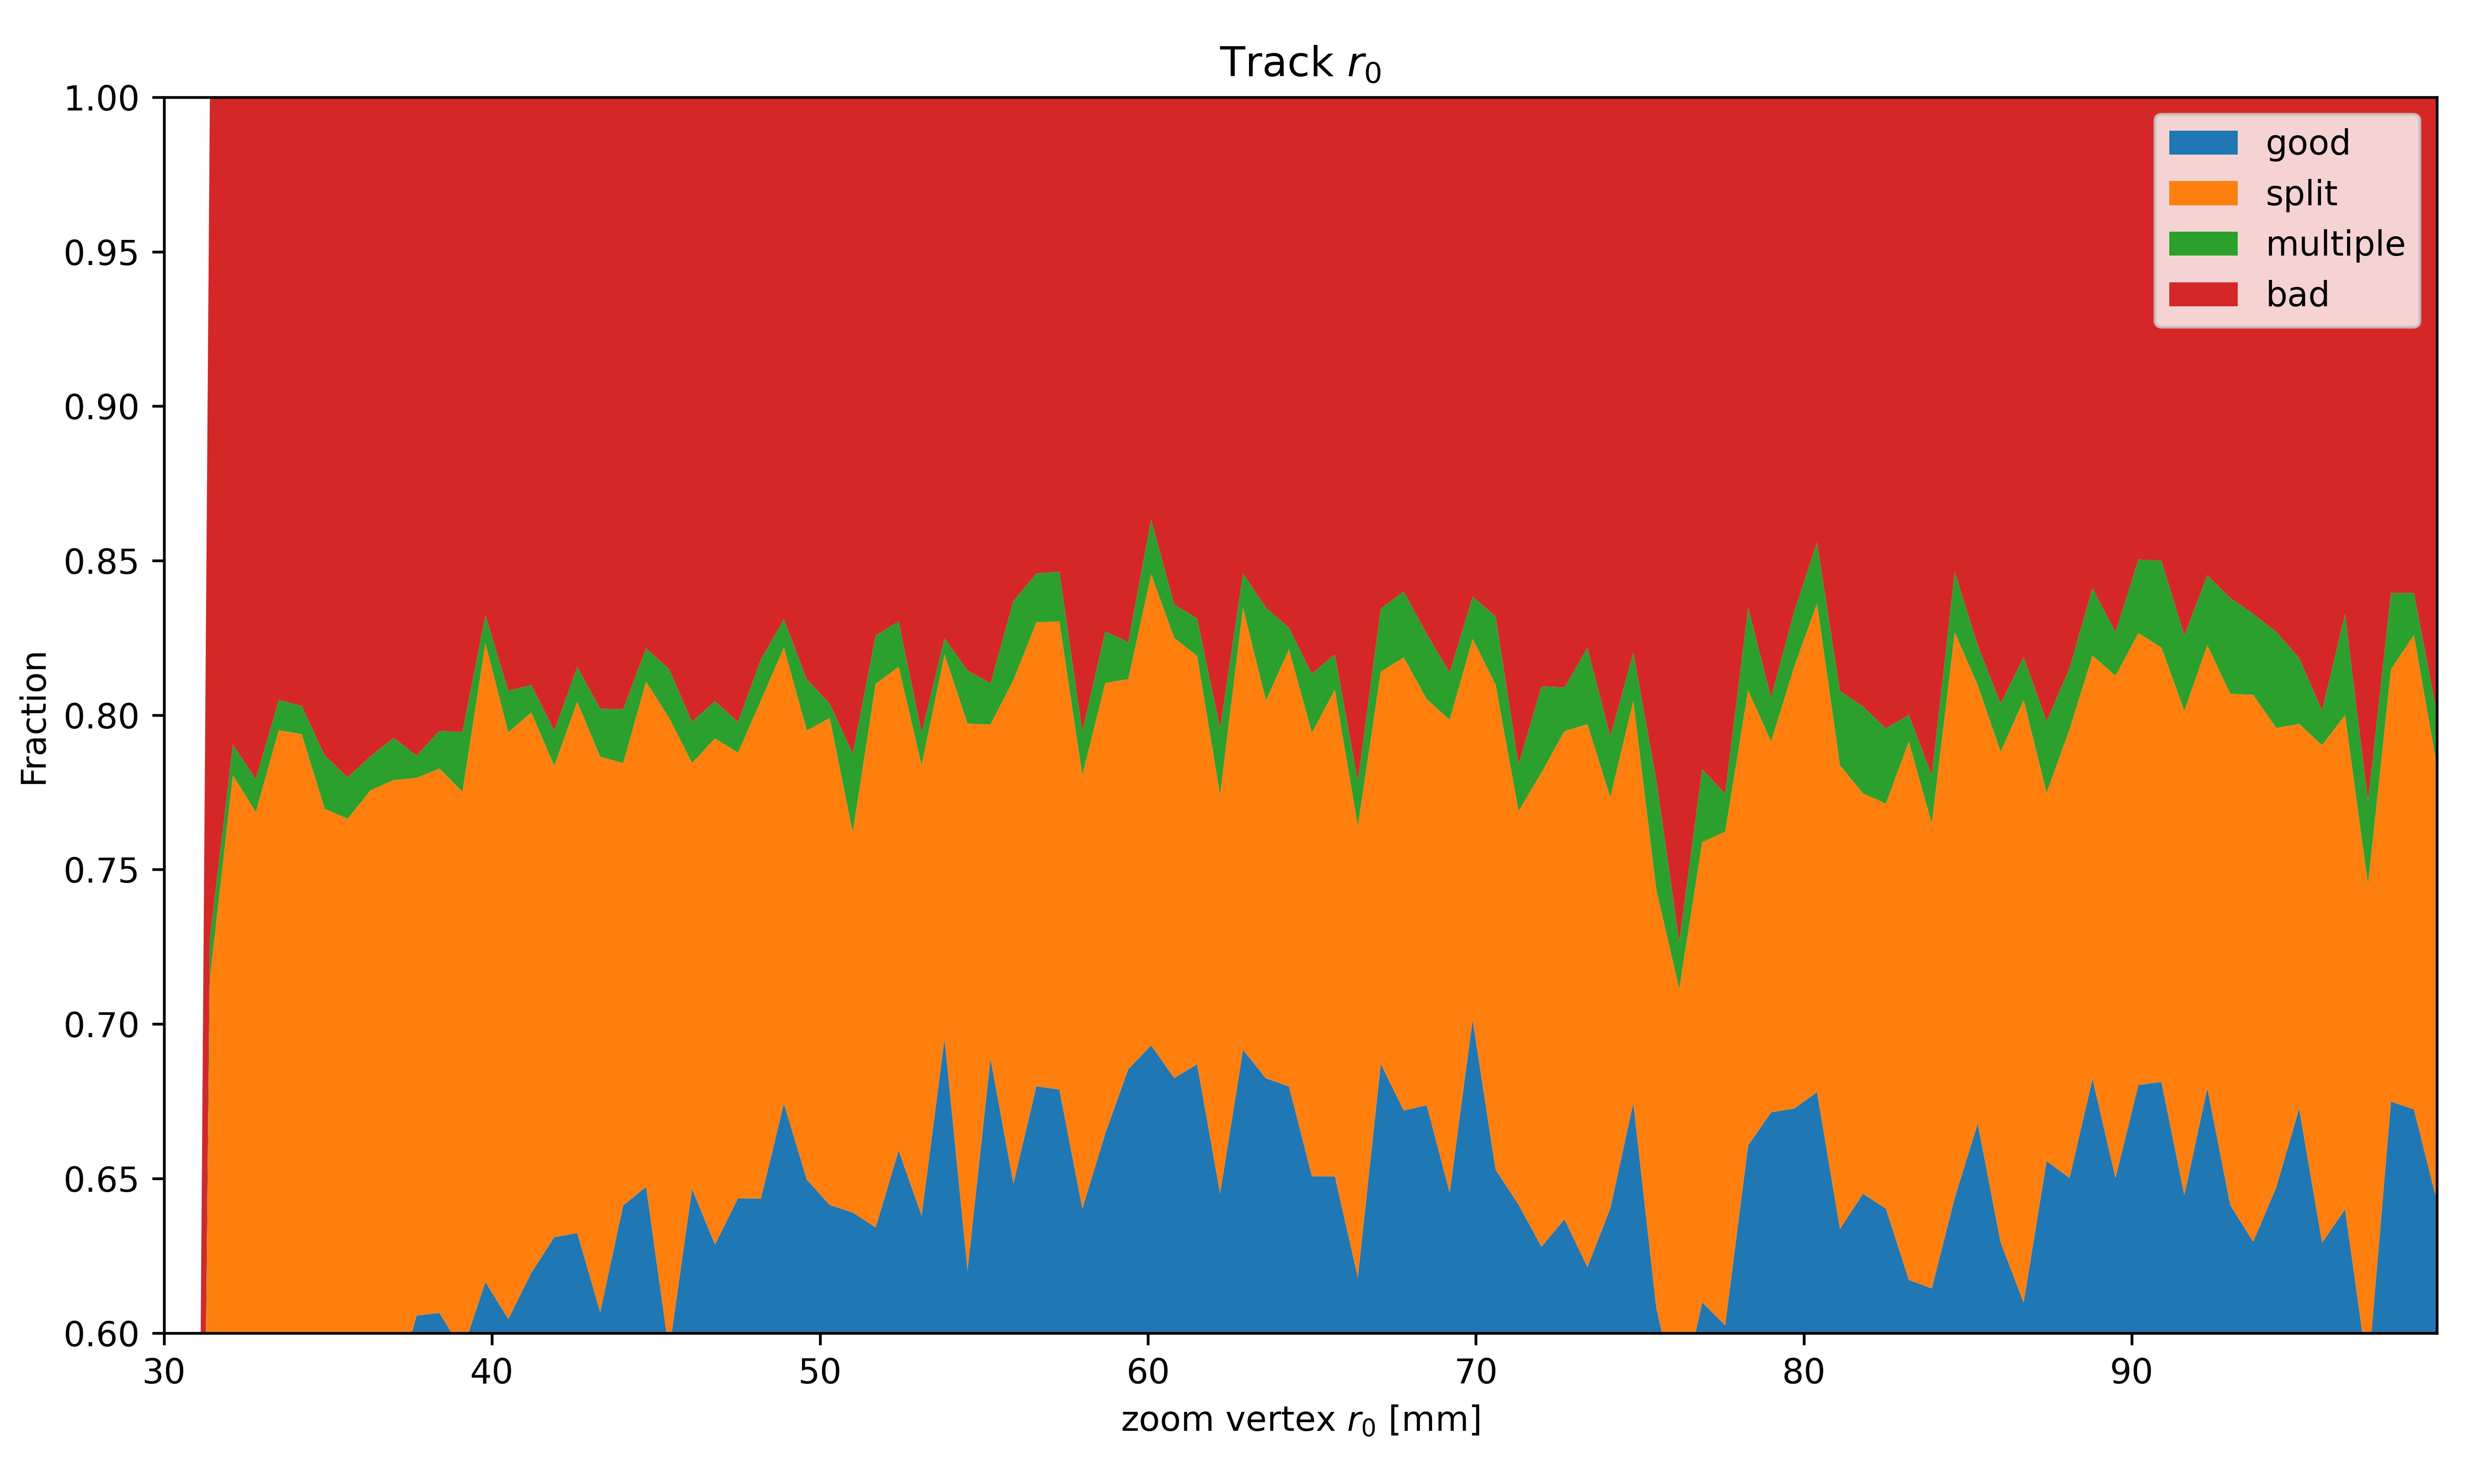 Track r₀
1.00
0.95
0.90
0.85
0.80
0.75
0.70
0.65
0.60
Fraction
good
split
multiple
bad
30 40 50 60 70 80 90
zoom vertex r₀ [mm]